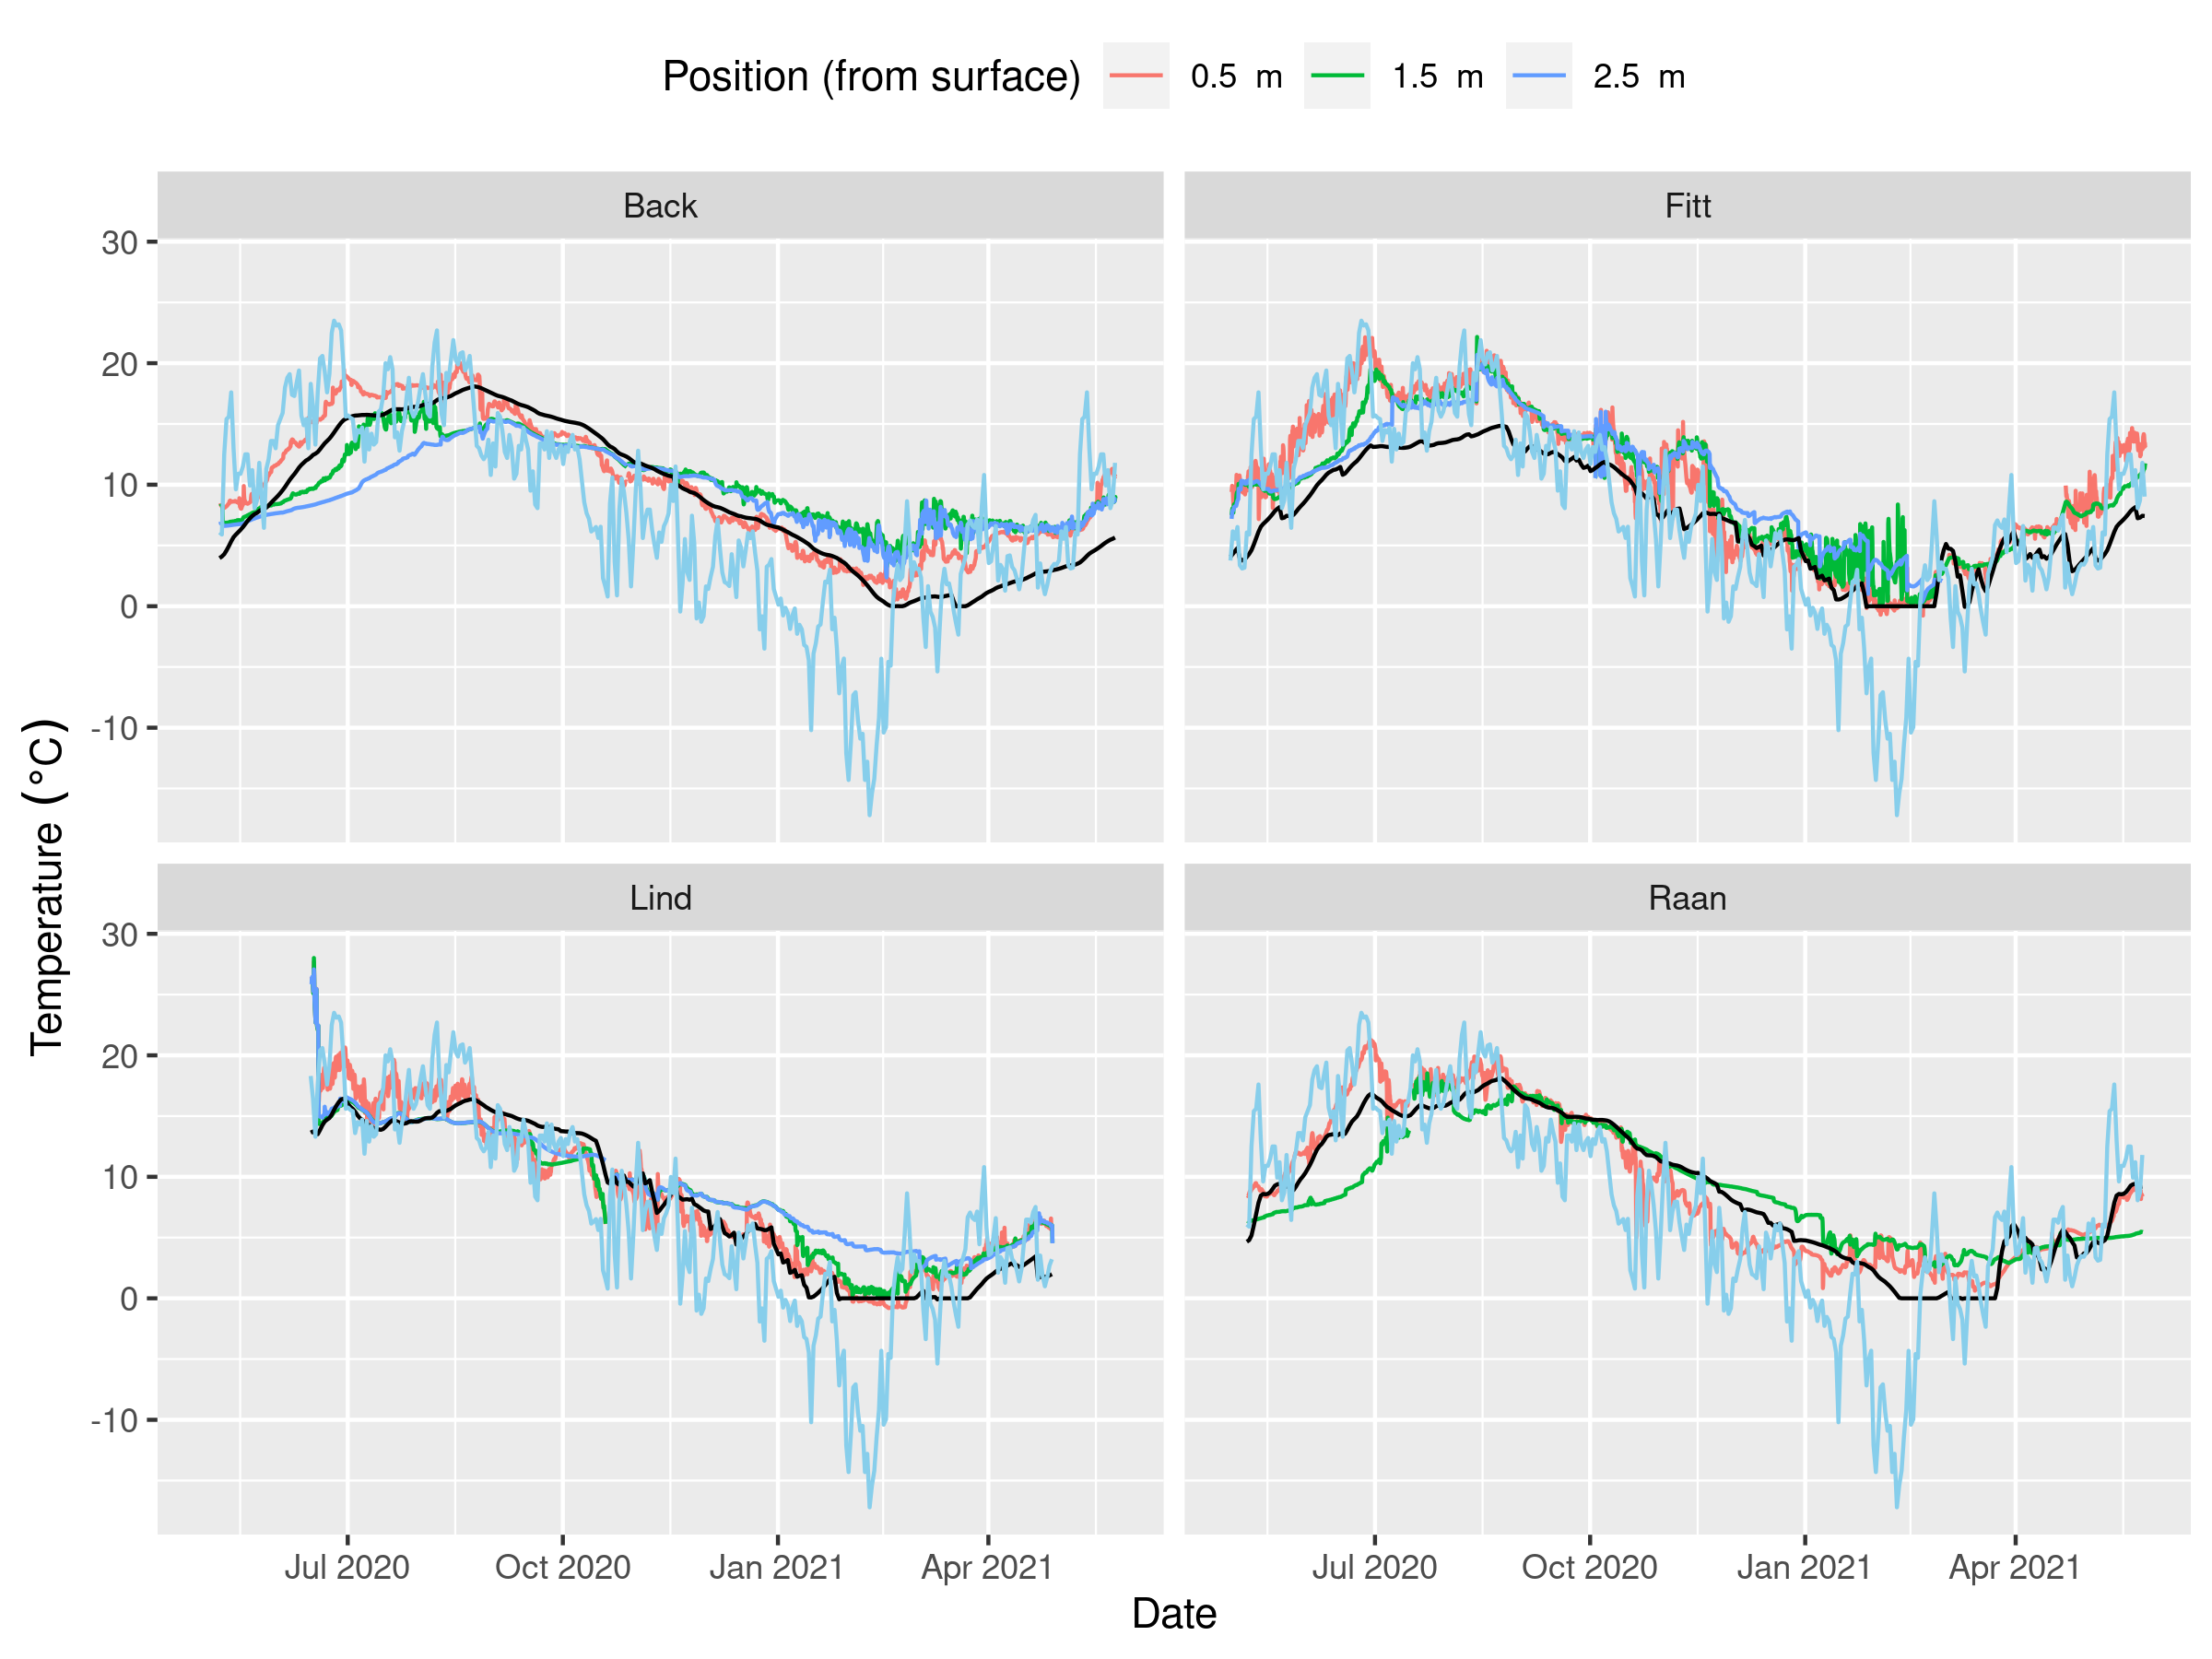 Position (from surface) 0.5 m 1.5 m 2.5 m
Back Fitt
30
20
10
0
-10
Lind Raan
30
20
10
0
-10
Temperature (°C)
Jul 2020 Oct 2020 Jan 2021 Apr 2021 Jul 2020 Oct 2020 Jan 2021 Apr 2021
Date